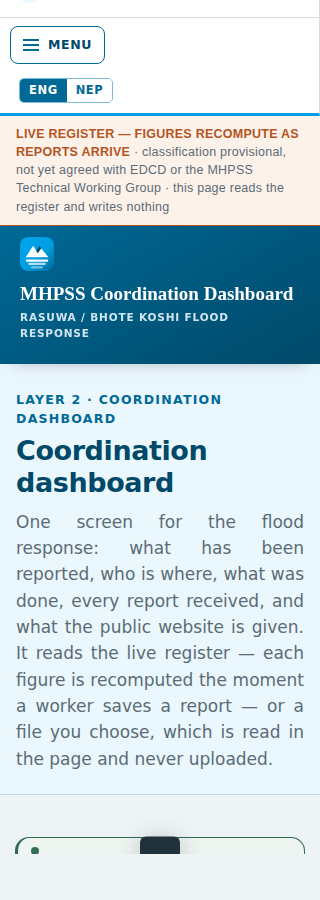 MENU
ENG NEP
LIVE REGISTER — FIGURES RECOMPUTE AS
REPORTS ARRIVE · classification provisional,
not yet agreed with EDCD or the MHPSS
Technical Working Group · this page reads the
register and writes nothing
MHPSS Coordination Dashboard
RASUWA / BHOTE KOSHI FLOOD
RESPONSE
LAYER 2 · COORDINATION
DASHBOARD
Coordination
dashboard
One screen for the flood
response: what has been
reported, who is where, what was
done, every report received, and
what the public website is given.
It reads the live register — each
figure is recomputed the moment
a worker saves a report — or a
file you choose, which is read in
the page and never uploaded.